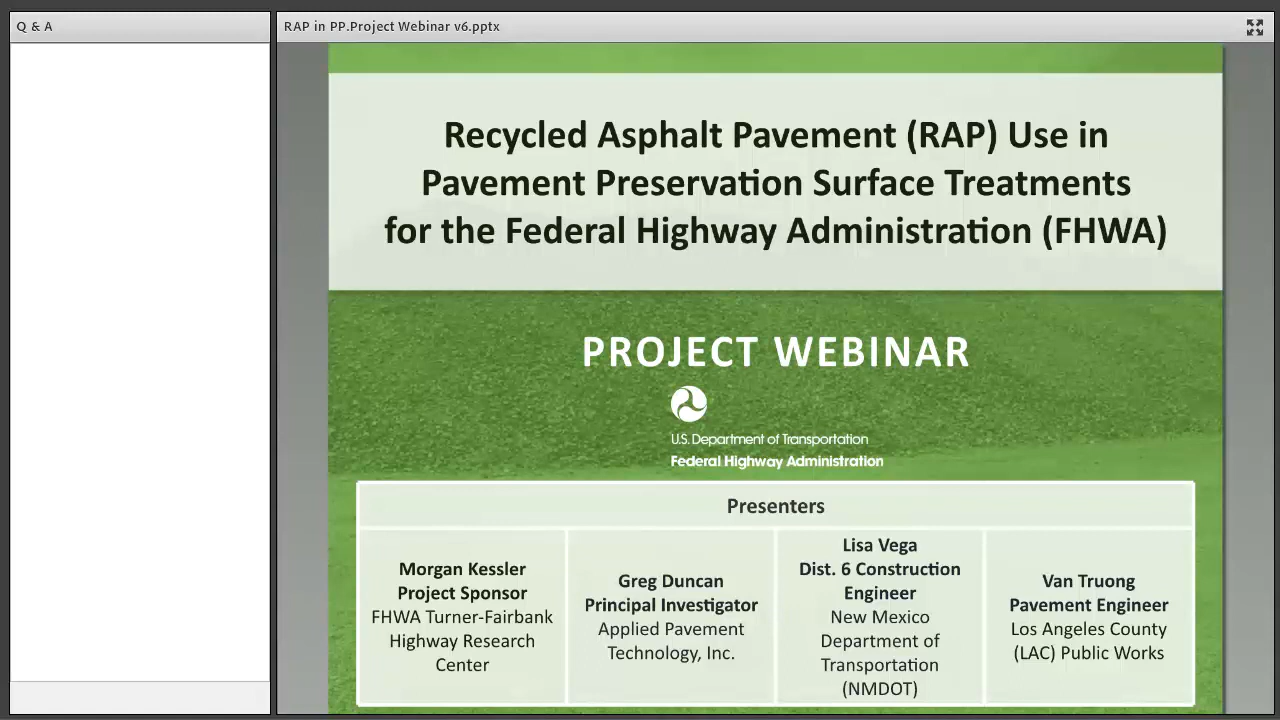 Q & A
RAP in PP.Project Webinar v6.pptx
Recycled Asphalt Pavement (RAP) Use in
Pavement Preservation Surface Treatments
for the Federal Highway Administration (FHWA)
PROJECT WEBINAR
U.S. Department of Transportation
Federal Highway Administration
Presenters
Morgan Kessler
Project Sponsor
FHWA Turner-Fairbank
Highway Research
Center
Greg Duncan
Principal Investigator
Applied Pavement
Technology, Inc.
Lisa Vega
Dist. 6 Construction
Engineer
New Mexico
Department of
Transportation
(NMDOT)
Van Truong
Pavement Engineer
Los Angeles County
(LAC) Public Works